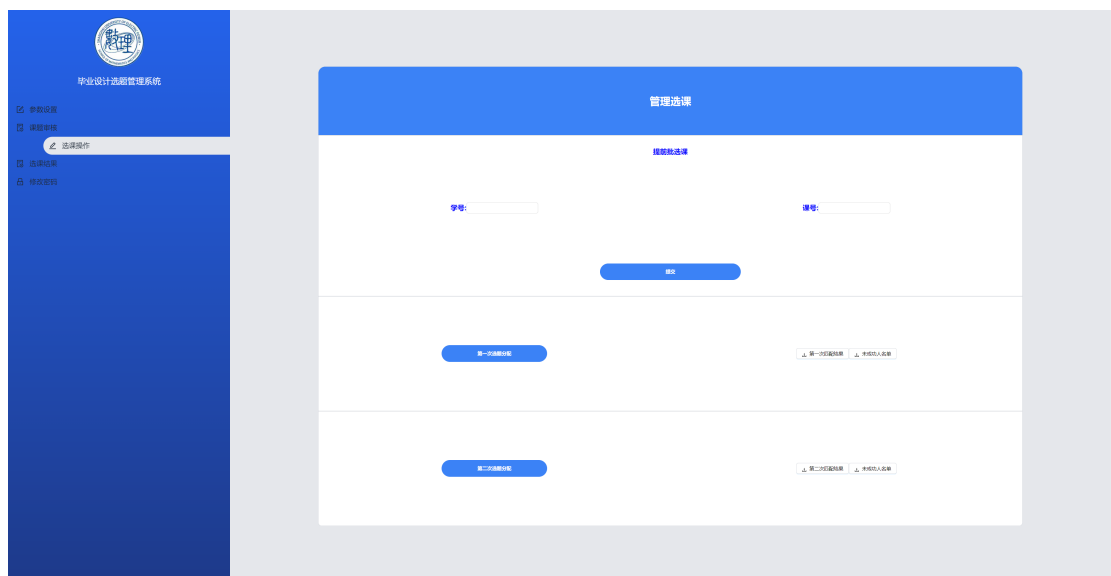 数理
毕业设计选题管理系统
参数设置
课题审核
选课操作
选课结果
修改密码
管理选课
提前批选课
学号:
课号:
提交
第一次选题分配
第一次匹配结果
未成功人名单
第二次选题分配
第二次匹配结果
未成功人名单